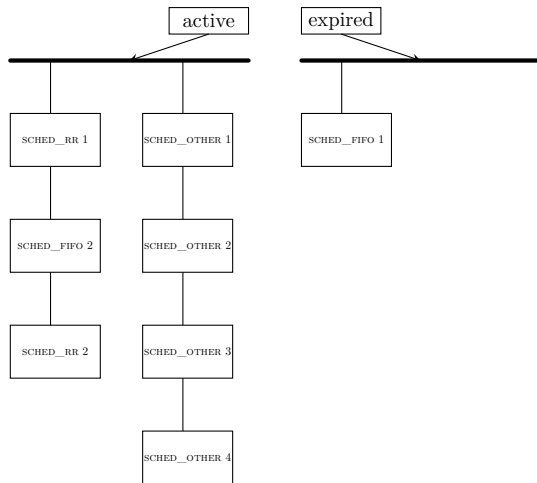 active
expired
SCHED_RR 1
SCHED_OTHER 1
SCHED_FIFO 1
SCHED_FIFO 2
SCHED_OTHER 2
SCHED_RR 2
SCHED_OTHER 3
SCHED_OTHER 4